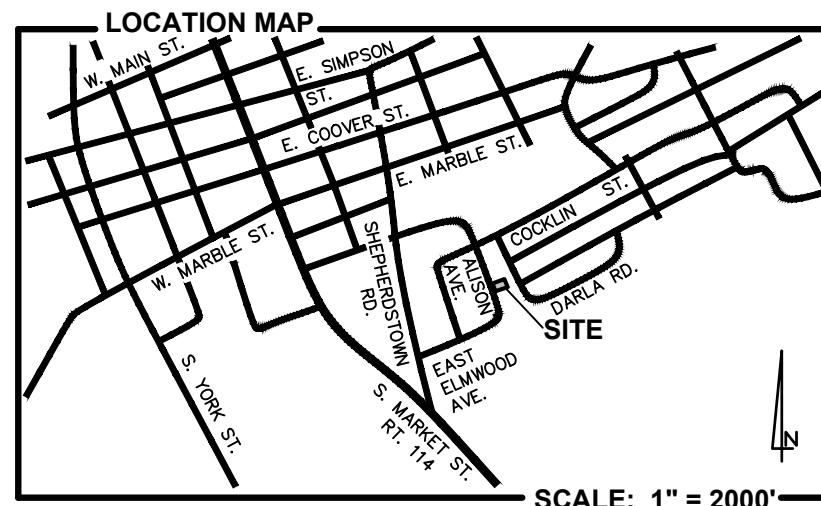 LOCATION MAP
W. MAIN ST.
E. SIMPSON
ST.
E. COOVER ST.
E. MARBLE ST.
W. MARBLE ST.
SHEPHERDSTOWN
RD.
COCKLIN ST.
ALISON
AVE.
DARLA RD.
SITE
EAST
ELMWOOD
AVE.
S. YORK ST.
S. MARKET ST.
RT. 114
N
SCALE: 1" = 2000'